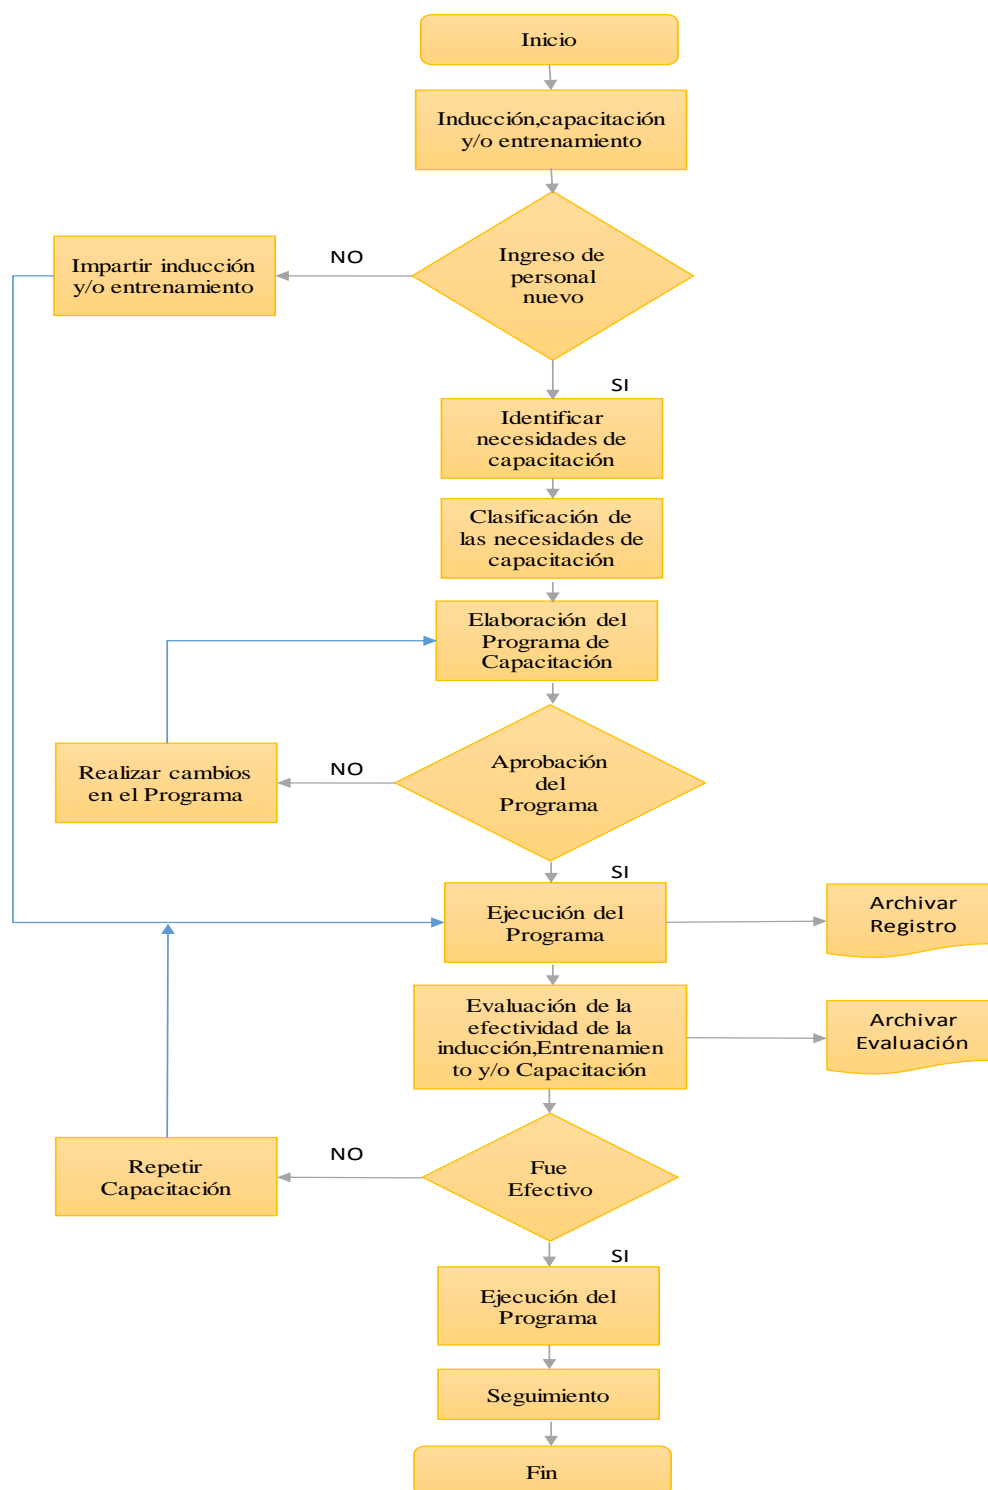 Inicio
Inducción,capacitación
y/o entrenamiento
Ingreso de
personal
nuevo
NO
Impartir inducción
y/o entrenamiento
SI
Identificar
necesidades de
capacitación
Clasificación de
las necesidades de
capacitación
Elaboración del
Programa de
Capacitación
Aprobación
del
Programa
NO
Realizar cambios
en el Programa
SI
Ejecución del
Programa
Archivar
Registro
Evaluación de la
efectividad de la
inducción,Entrenamien
to y/o Capacitación
Archivar
Evaluación
Fue
Efectivo
NO
Repetir
Capacitación
SI
Ejecución del
Programa
Seguimiento
Fin